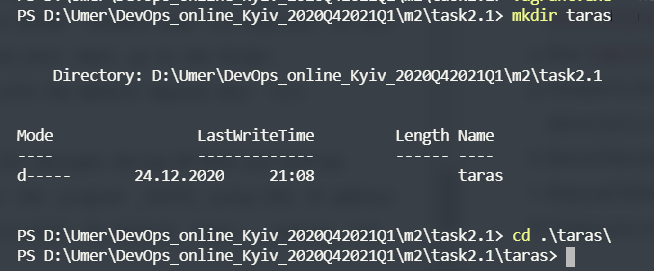 PS D:\Umer\DevOps_online_Kyiv_2020Q42021Q1\m2\task2.1> mkdir taras
Directory: D:\Umer\DevOps_online_Kyiv_2020Q42021Q1\m2\task2.1
Mode LastWriteTime Length Name
---- ------------- ------ ----
d----- 24.12.2020 21:08 taras
PS D:\Umer\DevOps_online_Kyiv_2020Q42021Q1\m2\task2.1> cd .\taras\
PS D:\Umer\DevOps_online_Kyiv_2020Q42021Q1\m2\task2.1\taras>